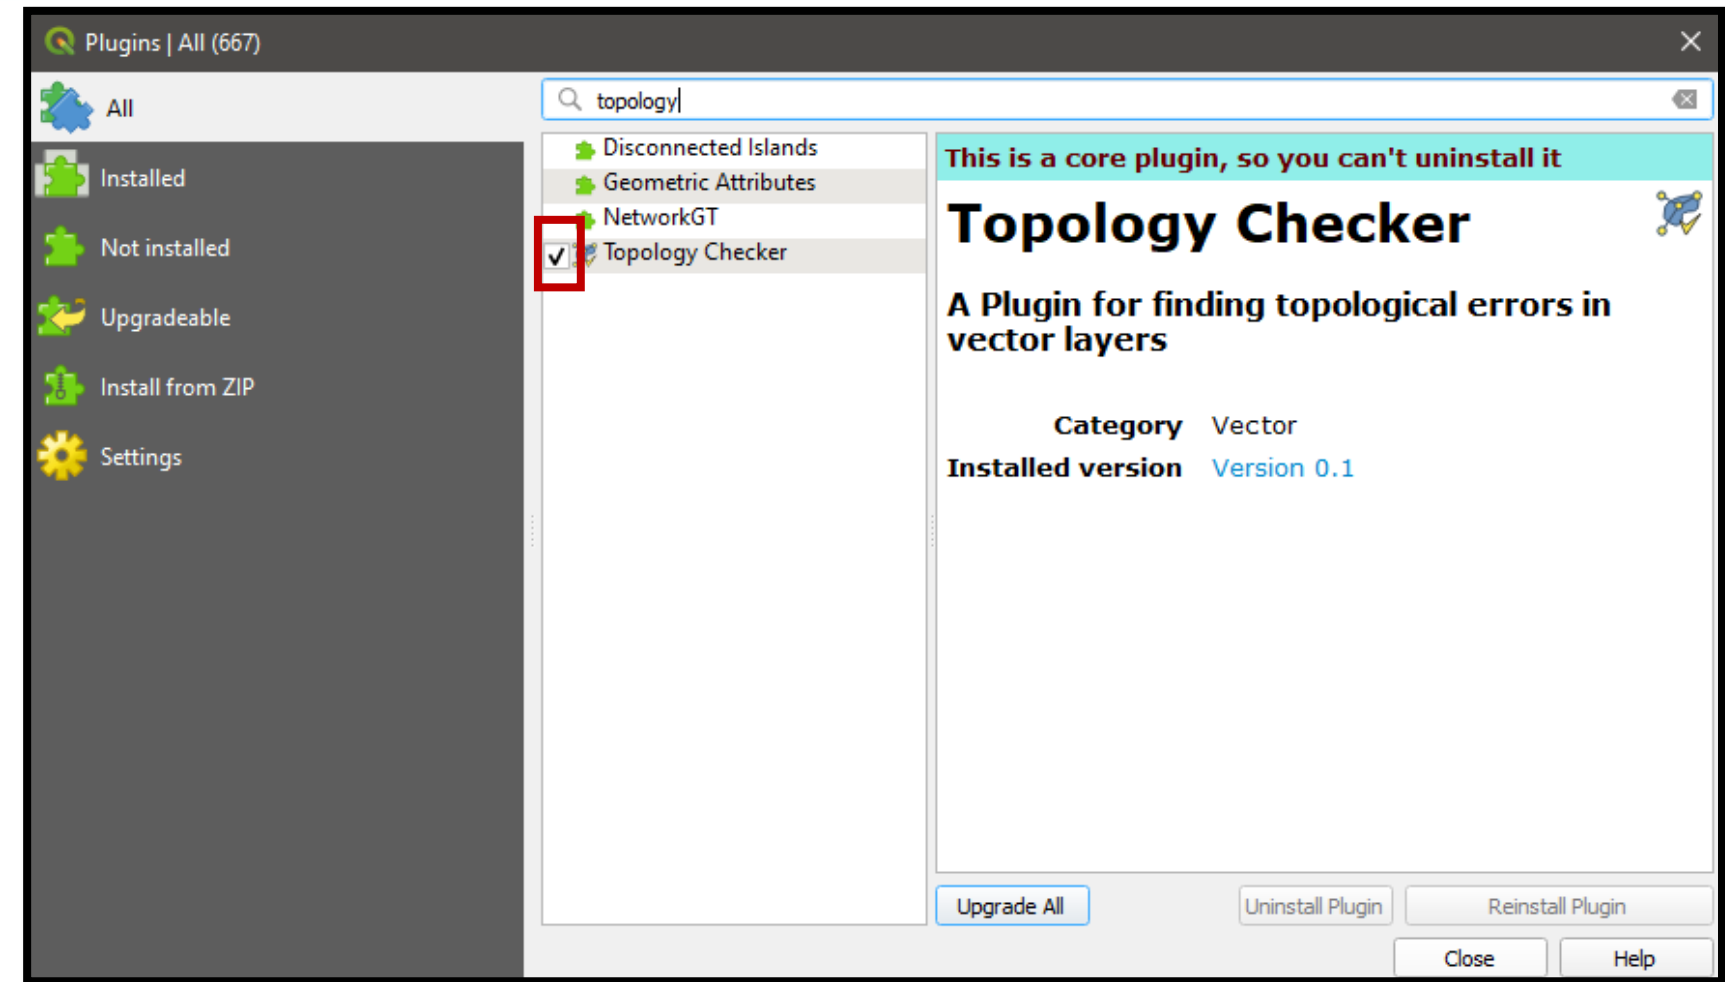 Plugins | All (667)
All
Installed
Not installed
Upgradeable
Install from ZIP
Settings
topology
Disconnected Islands
Geometric Attributes
NetworkGT
Topology Checker
This is a core plugin, so you can't uninstall it
Topology Checker
A Plugin for finding topological errors in
vector layers
Category Vector
Installed version Version 0.1
Upgrade All Uninstall Plugin Reinstall Plugin
Close Help